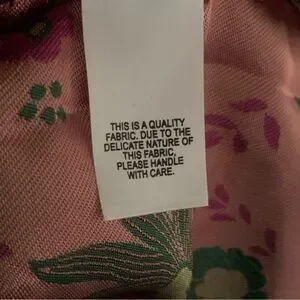 THIS IS A QUALITY
FABRIC. DUE TO THE
DELICATE NATURE OF
THIS FABRIC,
PLEASE HANDLE
WITH CARE.